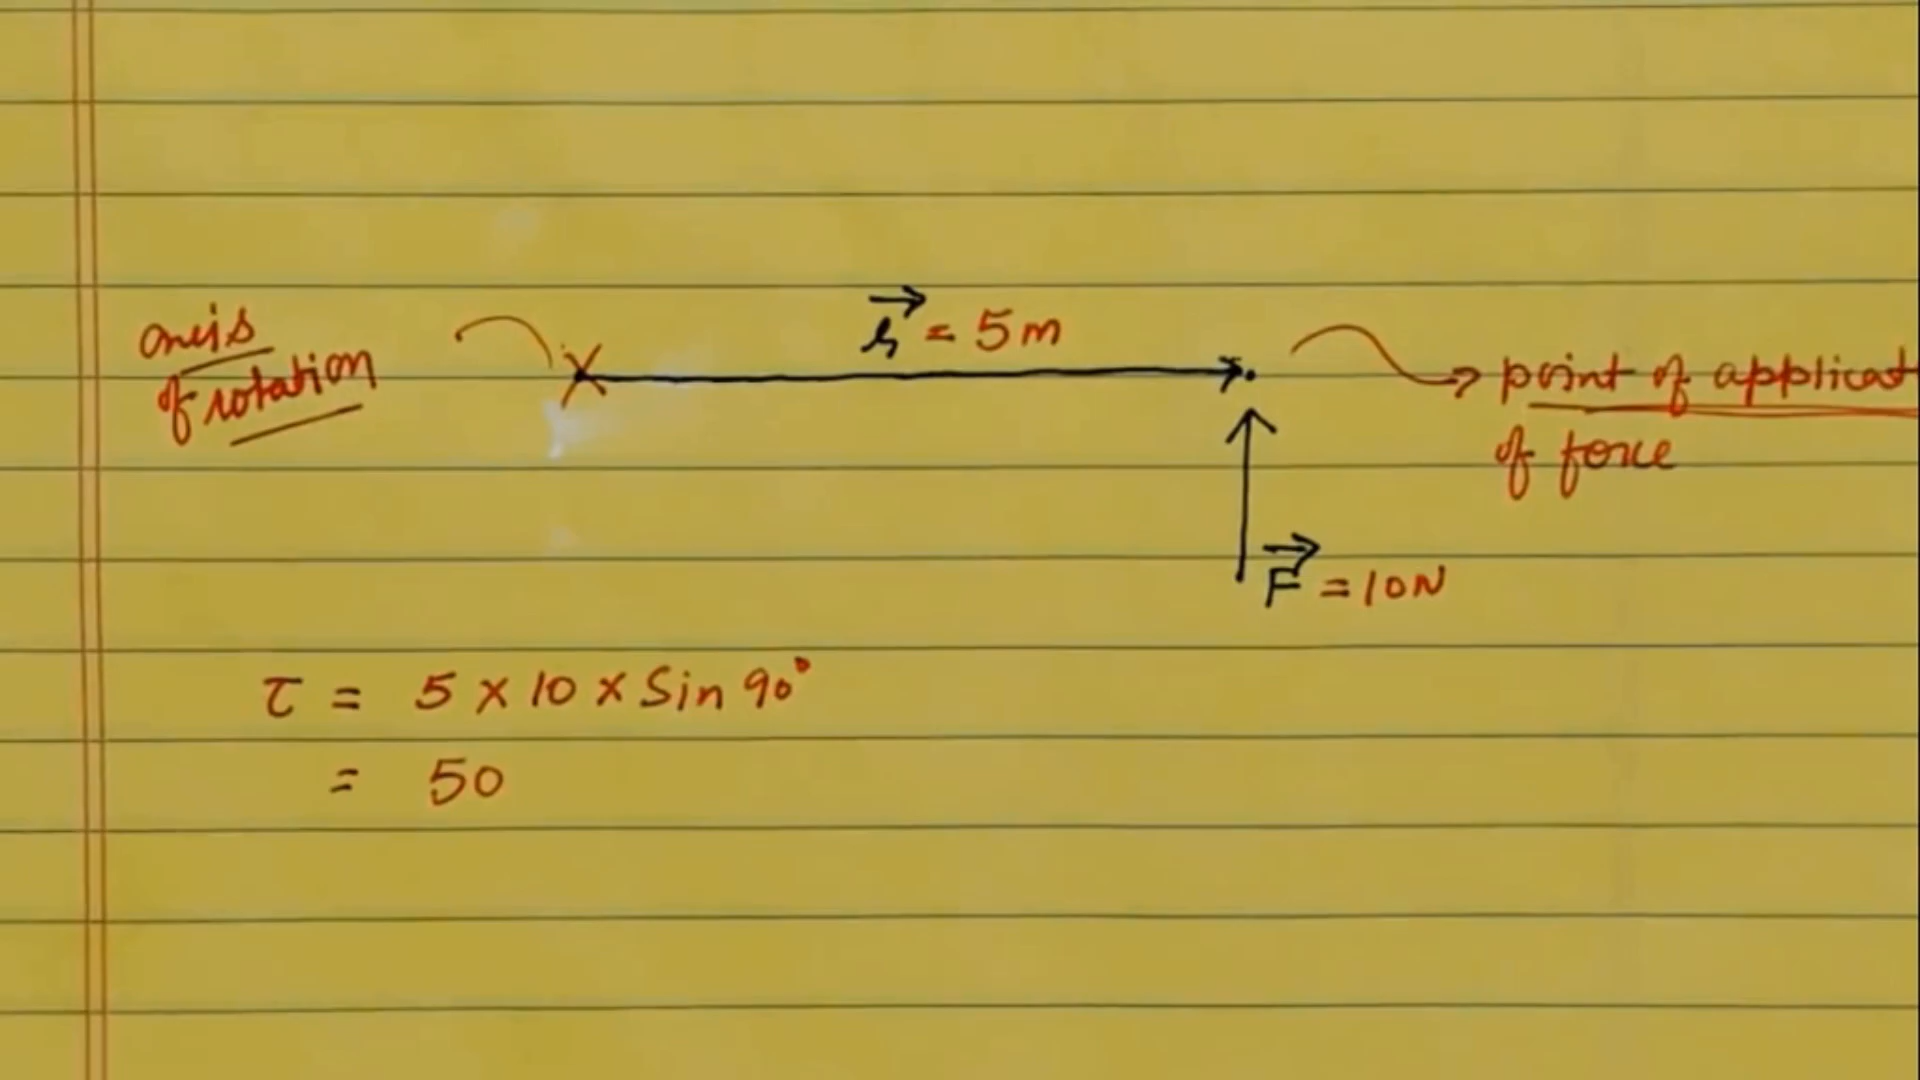 axis
of rotation
r = 5m
point of applicat
of force
F = 10N
τ = 5 × 10 × Sin 90°
= 50